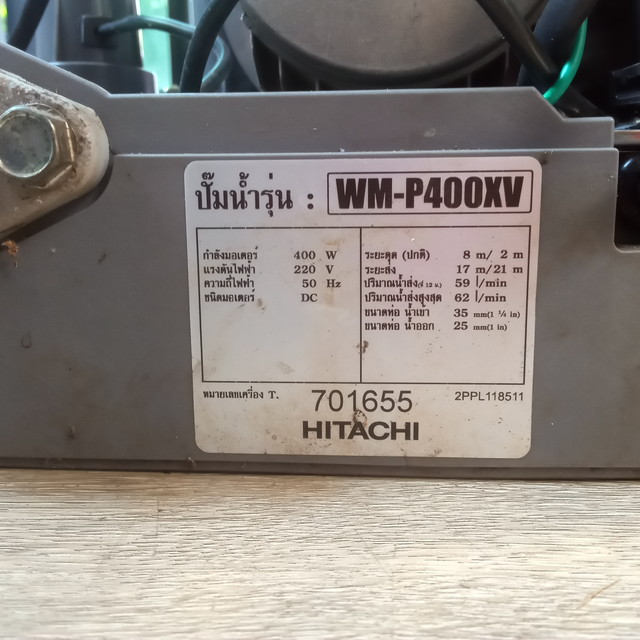 ปั๊มน้ำรุ่น : WM-P400XV
กำลังมอเตอร์ 400 W
แรงดันไฟฟ้า 220 V
ความถี่ไฟฟ้า 50 Hz
ชนิดมอเตอร์ DC
ระยะดูด (ปกติ) 8 m/ 2 m
ระยะส่ง 17 m/21 m
ปริมาณน้ำส่ง(ที่ 12 ม.) 59 l/min
ปริมาณน้ำส่งสูงสุด 62 l/min
ขนาดท่อ น้ำเข้า 35 mm(1 ¼ in)
ขนาดท่อ น้ำออก 25 mm(1 in)
หมายเลขเครื่อง T. 701655 2PPL118511
HITACHI